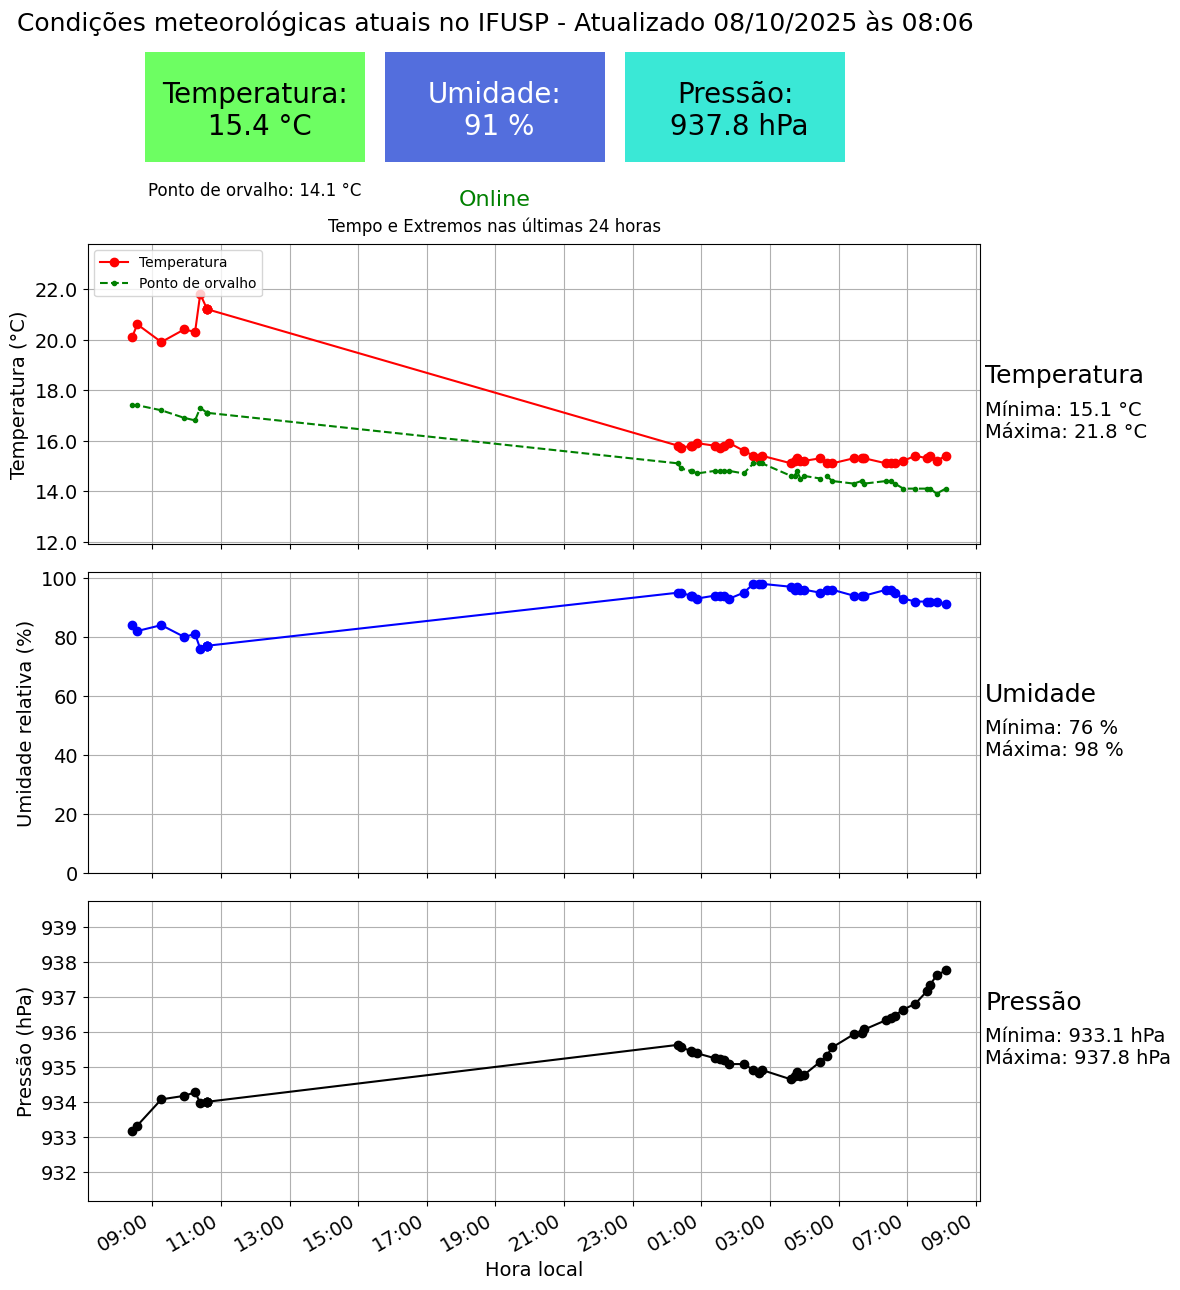 Condições meteorológicas atuais no IFUSP - Atualizado 08/10/2025 às 08:06
Temperatura:
15.4 °C
Umidade:
91 %
Pressão:
937.8 hPa
Ponto de orvalho: 14.1 °C
Online
Tempo e Extremos nas últimas 24 horas
Temperatura
Ponto de orvalho
Temperatura (°C)
22.0
20.0
18.0
16.0
14.0
12.0
Temperatura
Mínima: 15.1 °C
Máxima: 21.8 °C
Umidade relativa (%)
100
80
60
40
20
0
Umidade
Mínima: 76 %
Máxima: 98 %
Pressão (hPa)
939
938
937
936
935
934
933
932
Pressão
Mínima: 933.1 hPa
Máxima: 937.8 hPa
09:00
11:00
13:00
15:00
17:00
19:00
21:00
23:00
01:00
03:00
05:00
07:00
09:00
Hora local